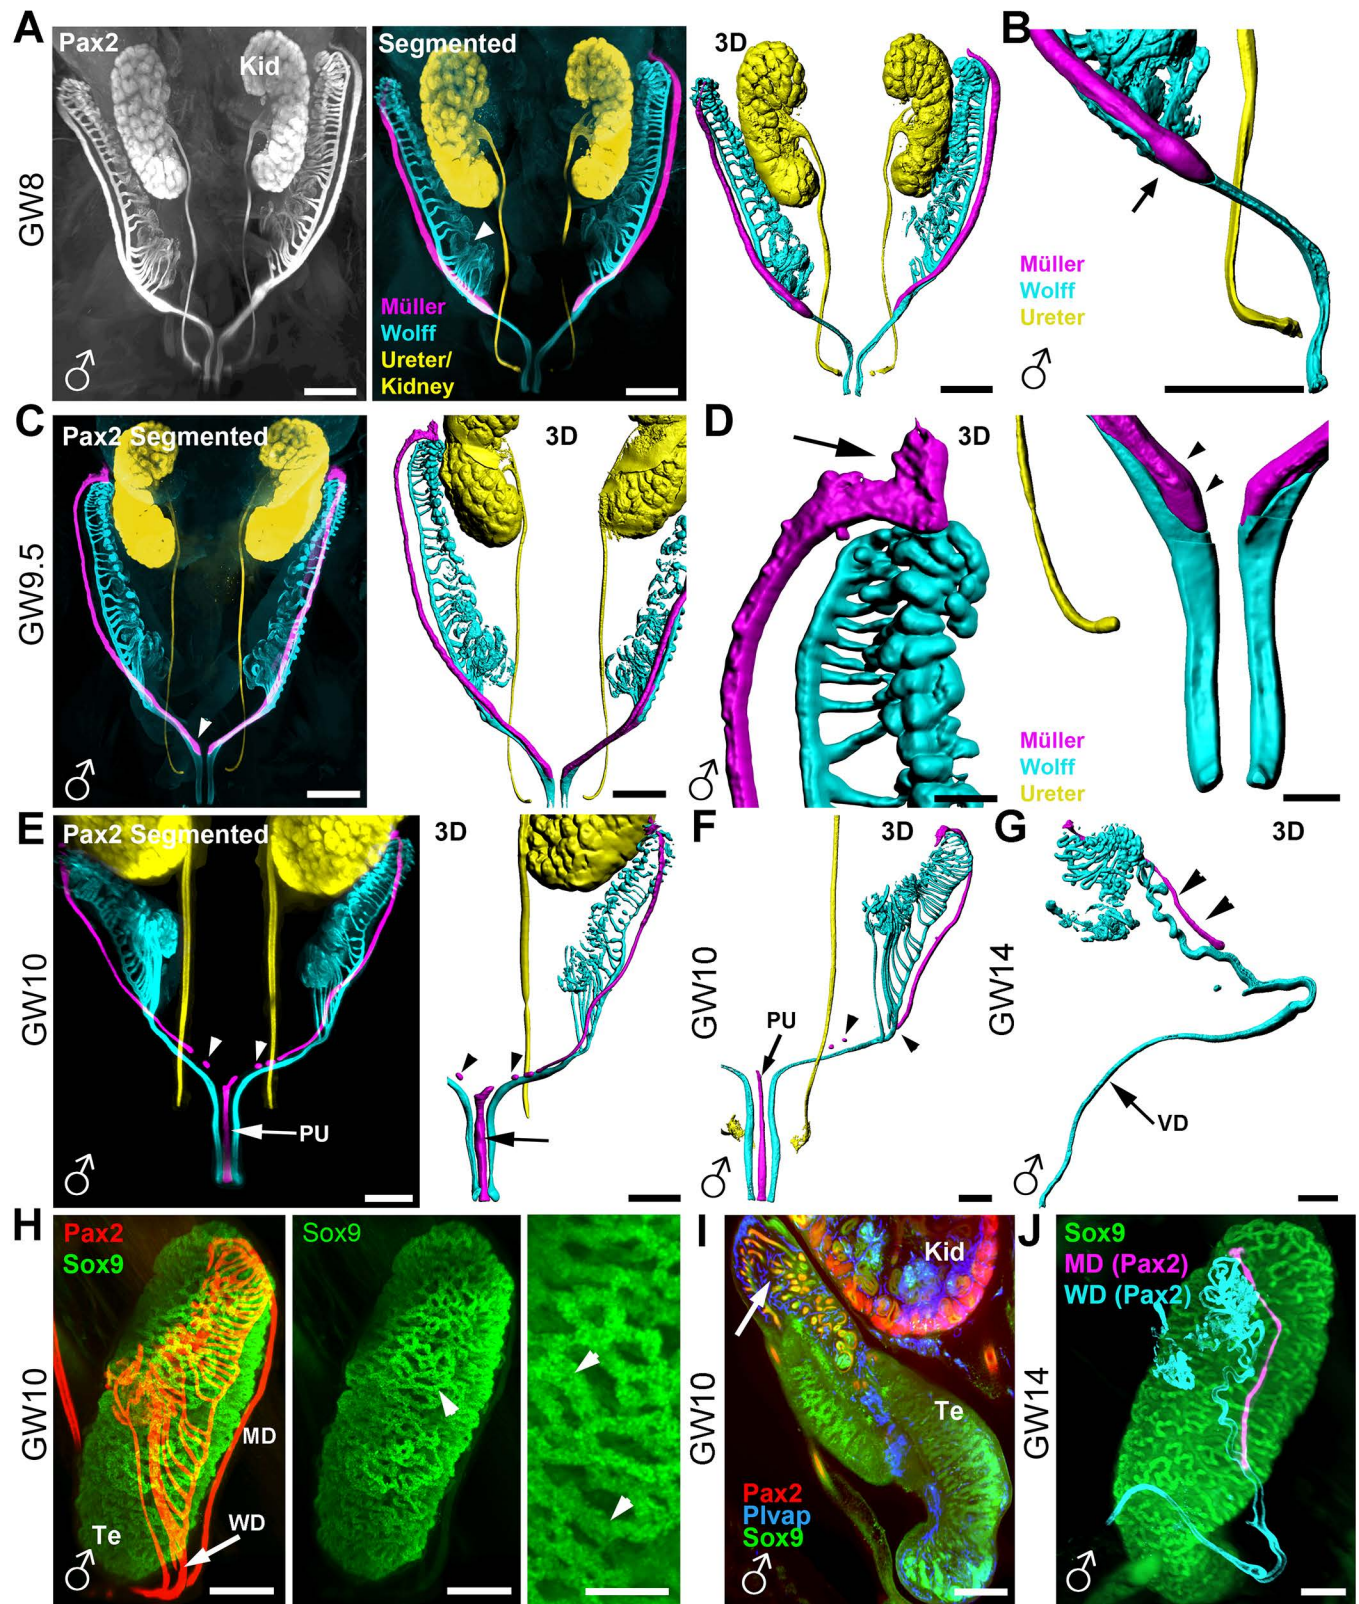 A
Pax2
Kid
GW8
♂
Segmented
Müller
Wolff
Ureter/
Kidney
3D
B
Müller
Wolff
Ureter
♂
C
Pax2 Segmented
GW9.5
♂
3D
D
3D
♂
Müller
Wolff
Ureter
E
Pax2 Segmented
GW10
PU
♂
3D
F
3D
GW10
PU
♂
G
3D
GW14
VD
♂
H
Pax2
Sox9
GW10
MD
WD
Te
♂
Sox9
I
Kid
GW10
Te
Pax2
Plvap
Sox9
♂
J
Sox9
MD (Pax2)
WD (Pax2)
GW14
♂